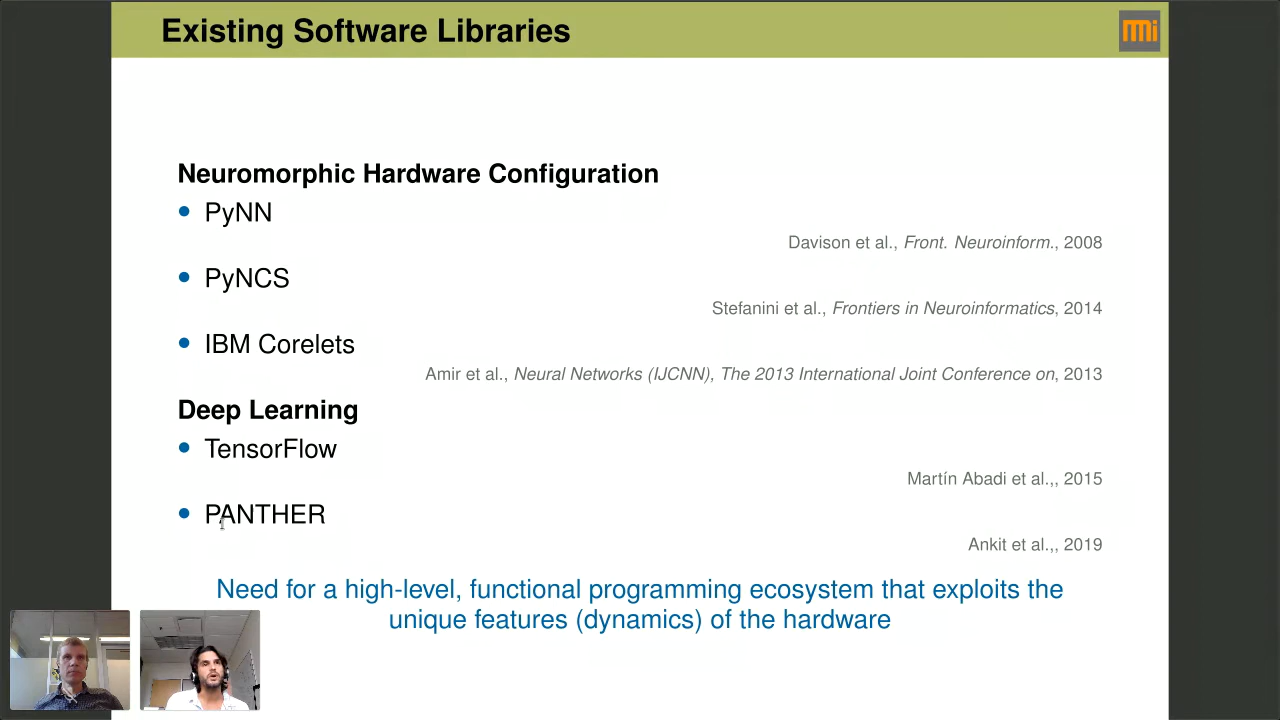 Existing Software Libraries
Neuromorphic Hardware Configuration
• PyNN
Davison et al., Front. Neuroinform., 2008
• PyNCS
Stefanini et al., Frontiers in Neuroinformatics, 2014
• IBM Corelets
Amir et al., Neural Networks (IJCNN), The 2013 International Joint Conference on, 2013
Deep Learning
• TensorFlow
Martín Abadi et al.,, 2015
• PANTHER
Ankit et al.,, 2019
Need for a high-level, functional programming ecosystem that exploits the
unique features (dynamics) of the hardware